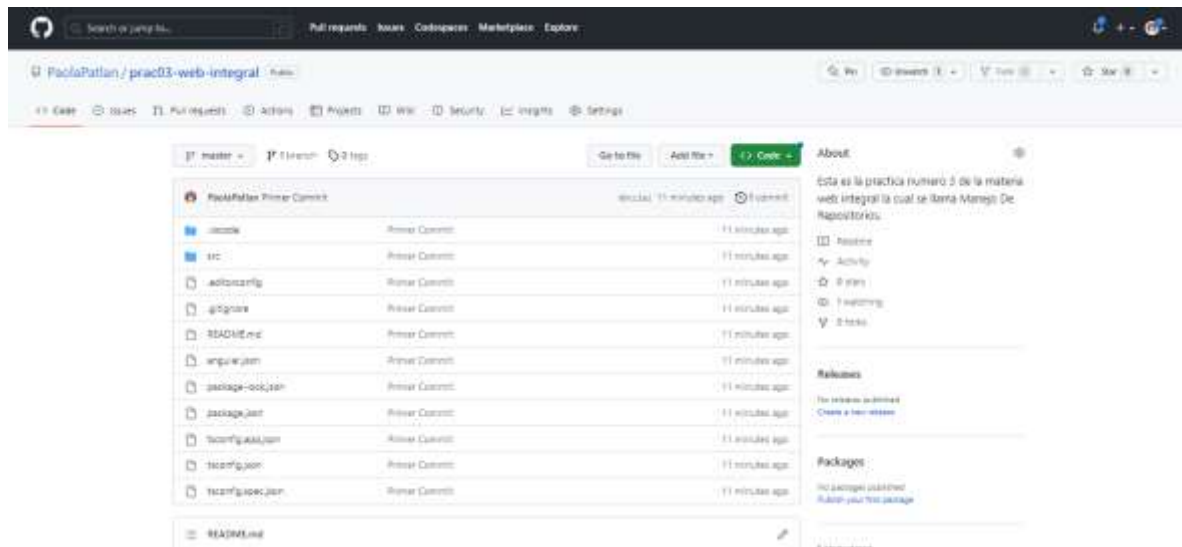 Search or jump to...
Pull requests Issues Codespaces Marketplace Explore
PaolaPatlan / prac03-web-integral Public
Pin Unwatch 1 Fork 0 Star 0
Code Issues Pull requests Actions Projects Wiki Security Insights Settings
master 1 branch 0 tags Go to file Add file Code
PaolaPatlan Primer Commit 11 minutes ago 1 commit
.vscode Primer Commit 11 minutes ago
src Primer Commit 11 minutes ago
.editorconfig Primer Commit 11 minutes ago
.gitignore Primer Commit 11 minutes ago
README.md Primer Commit 11 minutes ago
angular.json Primer Commit 11 minutes ago
package-lock.json Primer Commit 11 minutes ago
package.json Primer Commit 11 minutes ago
tsconfig.app.json Primer Commit 11 minutes ago
tsconfig.json Primer Commit 11 minutes ago
tsconfig.spec.json Primer Commit 11 minutes ago
README.md
About
Esta es la practica numero 3 de la materia
web integral la cual se llama Manejo De
Repositorios.
Readme
Activity
0 stars
1 watching
0 forks
Releases
No releases published
Create a new release
Packages
No packages published
Publish your first package